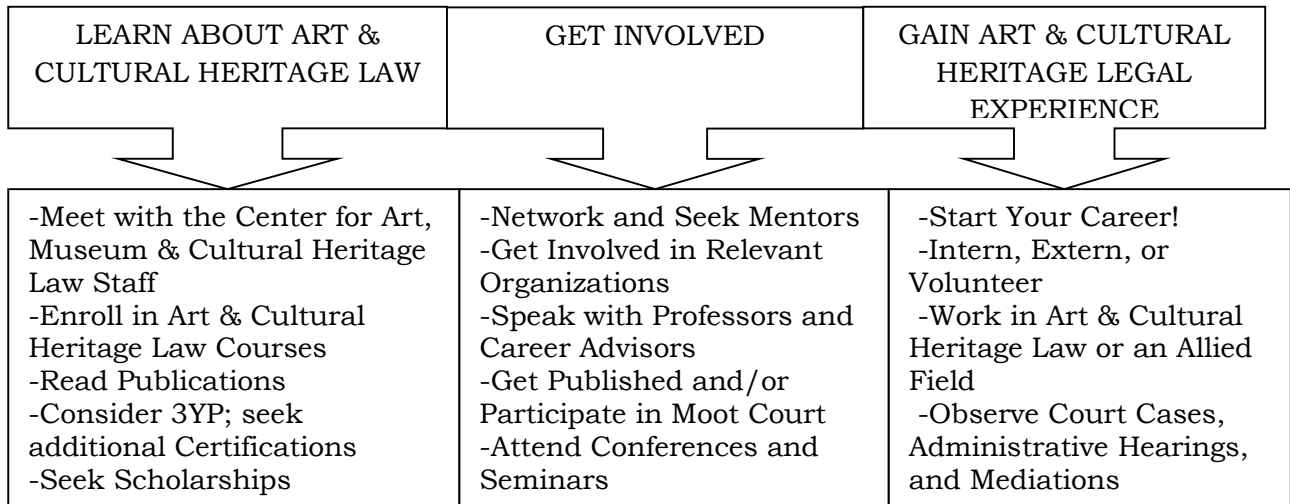 LEARN ABOUT ART &
CULTURAL HERITAGE LAW
GET INVOLVED
GAIN ART & CULTURAL
HERITAGE LEGAL
EXPERIENCE
-Meet with the Center for Art,
Museum & Cultural Heritage
Law Staff
-Enroll in Art & Cultural
Heritage Law Courses
-Read Publications
-Consider 3YP; seek
additional Certifications
-Seek Scholarships
-Network and Seek Mentors
-Get Involved in Relevant
Organizations
-Speak with Professors and
Career Advisors
-Get Published and/or
Participate in Moot Court
-Attend Conferences and
Seminars
-Start Your Career!
-Intern, Extern, or
Volunteer
-Work in Art & Cultural
Heritage Law or an Allied
Field
-Observe Court Cases,
Administrative Hearings,
and Mediations